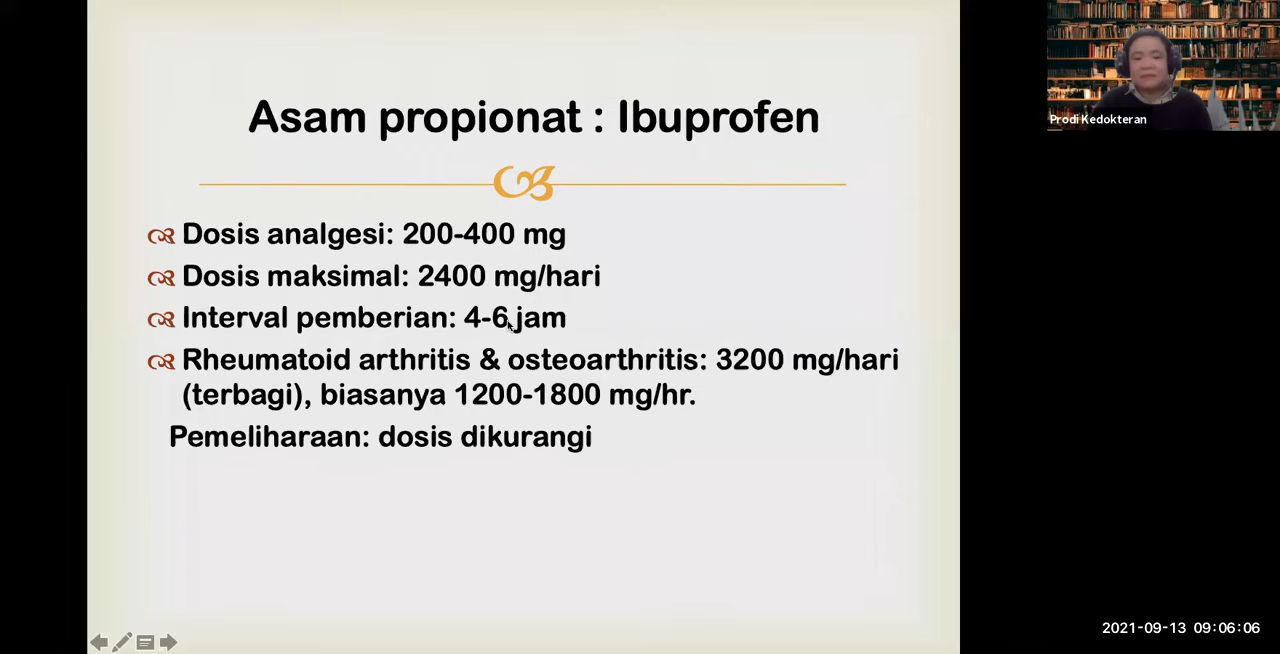 Asam propionat : Ibuprofen
Dosis analgesi: 200-400 mg
Dosis maksimal: 2400 mg/hari
Interval pemberian: 4-6 jam
Rheumatoid arthritis & osteoarthritis: 3200 mg/hari
(terbagi), biasanya 1200-1800 mg/hr.
Pemeliharaan: dosis dikurangi
Prodi Kedokteran
2021-09-13 09:06:06